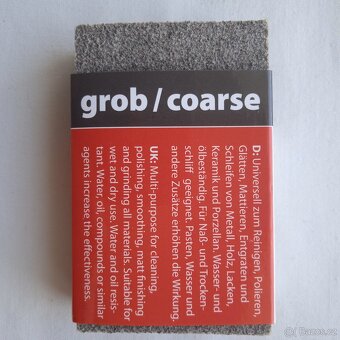 grob / coarse
D: Universell zum Reinigen, Polieren,
Glätten, Mattieren, Entgraten und
Schleifen von Metall, Holz, Lacken,
Keramik und Porzellan. Wasser- und
ölbeständig. Für Naß- und Trocken-
schliff geeignet. Pasten, Wasser und
andere Zusätze erhöhen die Wirkung.
UK: Multi-purpose for cleaning,
polishing, smoothing, matt finishing
and grinding all materials. Suitable for
wet and dry use. Water and oil resis-
tant. Water, oil, compounds or similar
agents increase the effectiveness.
Bazos.cz